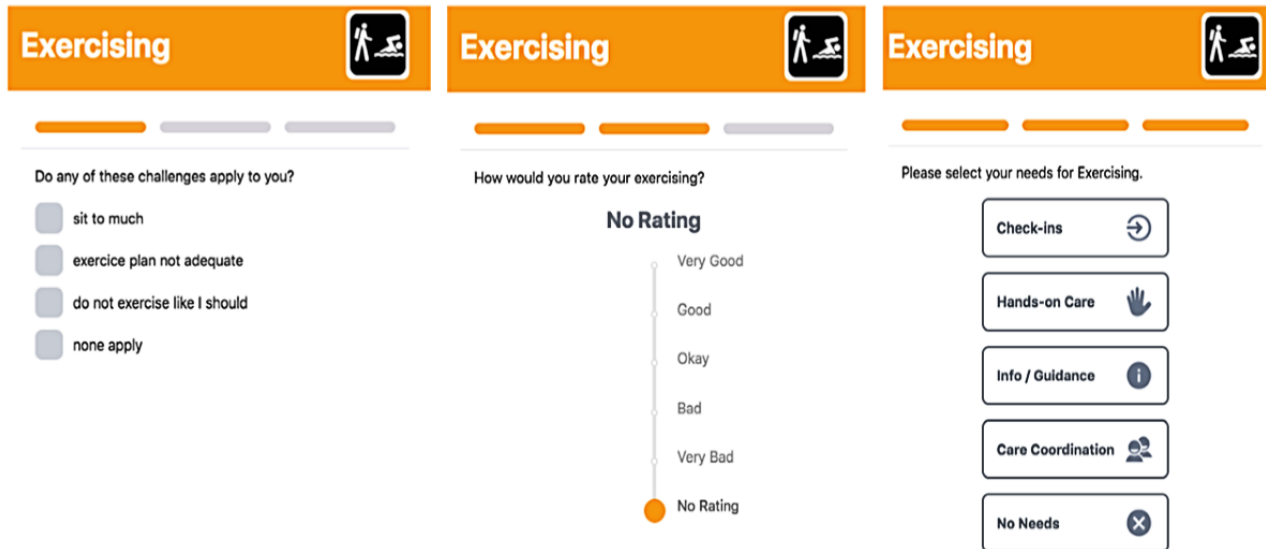 Exercising
Do any of these challenges apply to you?
sit to much
exercice plan not adequate
do not exercise like I should
none apply
Exercising
How would you rate your exercising?
No Rating
Very Good
Good
Okay
Bad
Very Bad
No Rating
Exercising
Please select your needs for Exercising.
Check-ins
Hands-on Care
Info / Guidance
Care Coordination
No Needs